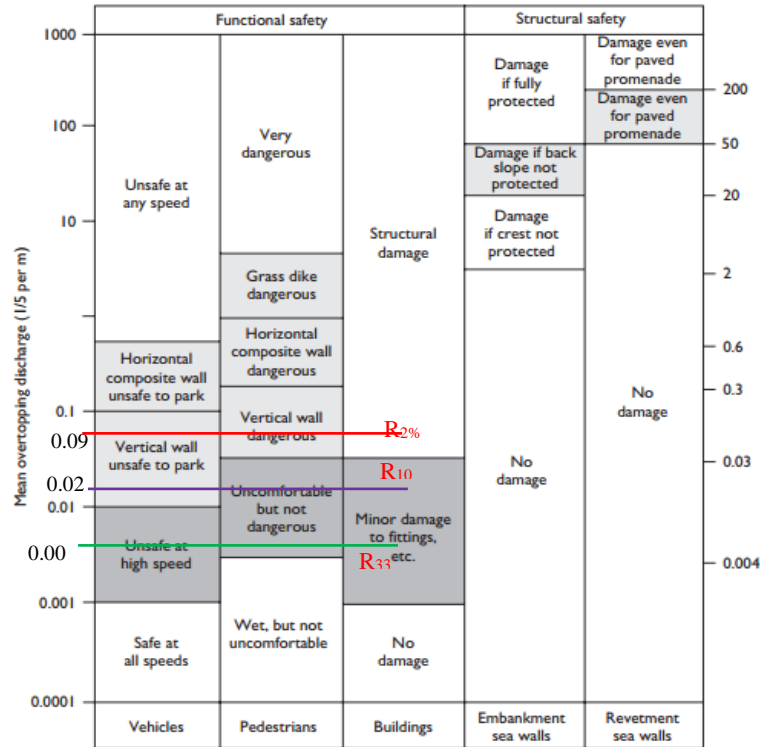 Functional safety
Structural safety
Mean overtopping discharge (1/5 per m)
1000
100
10
0.1
0.01
0.001
0.0001
0.09
0.02
0.00
Unsafe at
any speed
Horizontal
composite wall
unsafe to park
Vertical wall
unsafe to park
Unsafe at
high speed
Safe at
all speeds
Vehicles
Very
dangerous
Grass dike
dangerous
Horizontal
composite wall
dangerous
Vertical wall
dangerous
Uncomfortable
but not
dangerous
Wet, but not
uncomfortable
Pedestrians
Structural
damage
R2%
R10
Minor damage
to fittings,
etc.
R33
No
damage
Buildings
Damage
if fully
protected
Damage if back
slope not
protected
Damage
if crest not
protected
No
damage
Embankment
sea walls
Damage even
for paved
promenade
Damage even
for paved
promenade
No
damage
Revetment
sea walls
200
50
20
2
0.6
0.3
0.03
0.004